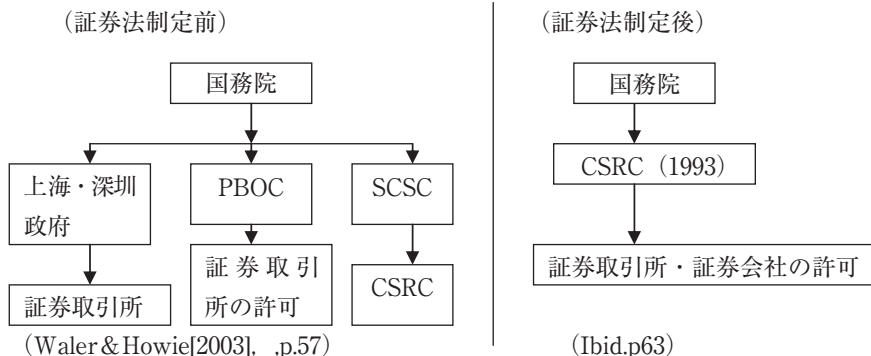 （証券法制定前）
国務院
上海・深圳
政府
PBOC
SCSC
証券取引所
証券取引
所の許可
CSRC
（Waler＆Howie[2003], ,p.57）
（証券法制定後）
国務院
CSRC（1993）
証券取引所・証券会社の許可
（Ibid.p63）